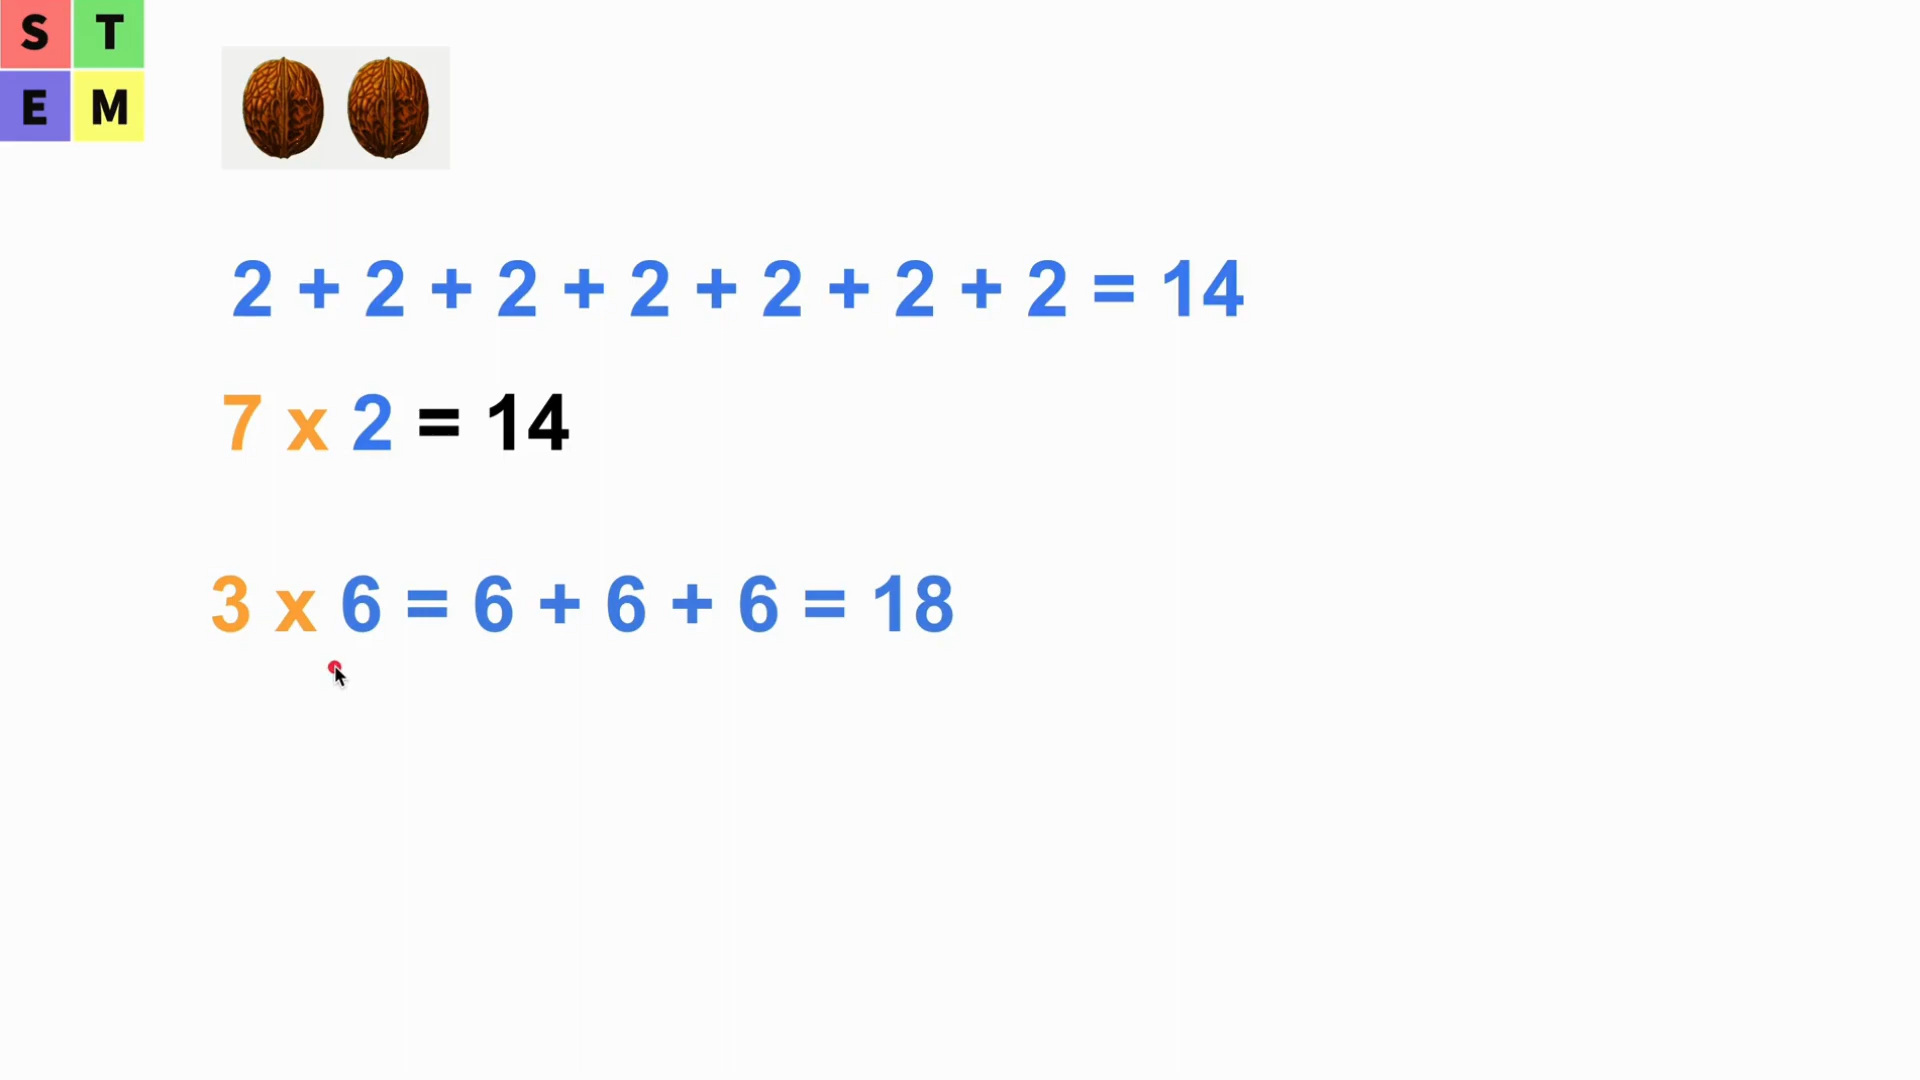 S T
E M
2 + 2 + 2 + 2 + 2 + 2 + 2 = 14
7 x 2 = 14
3 x 6 = 6 + 6 + 6 = 18